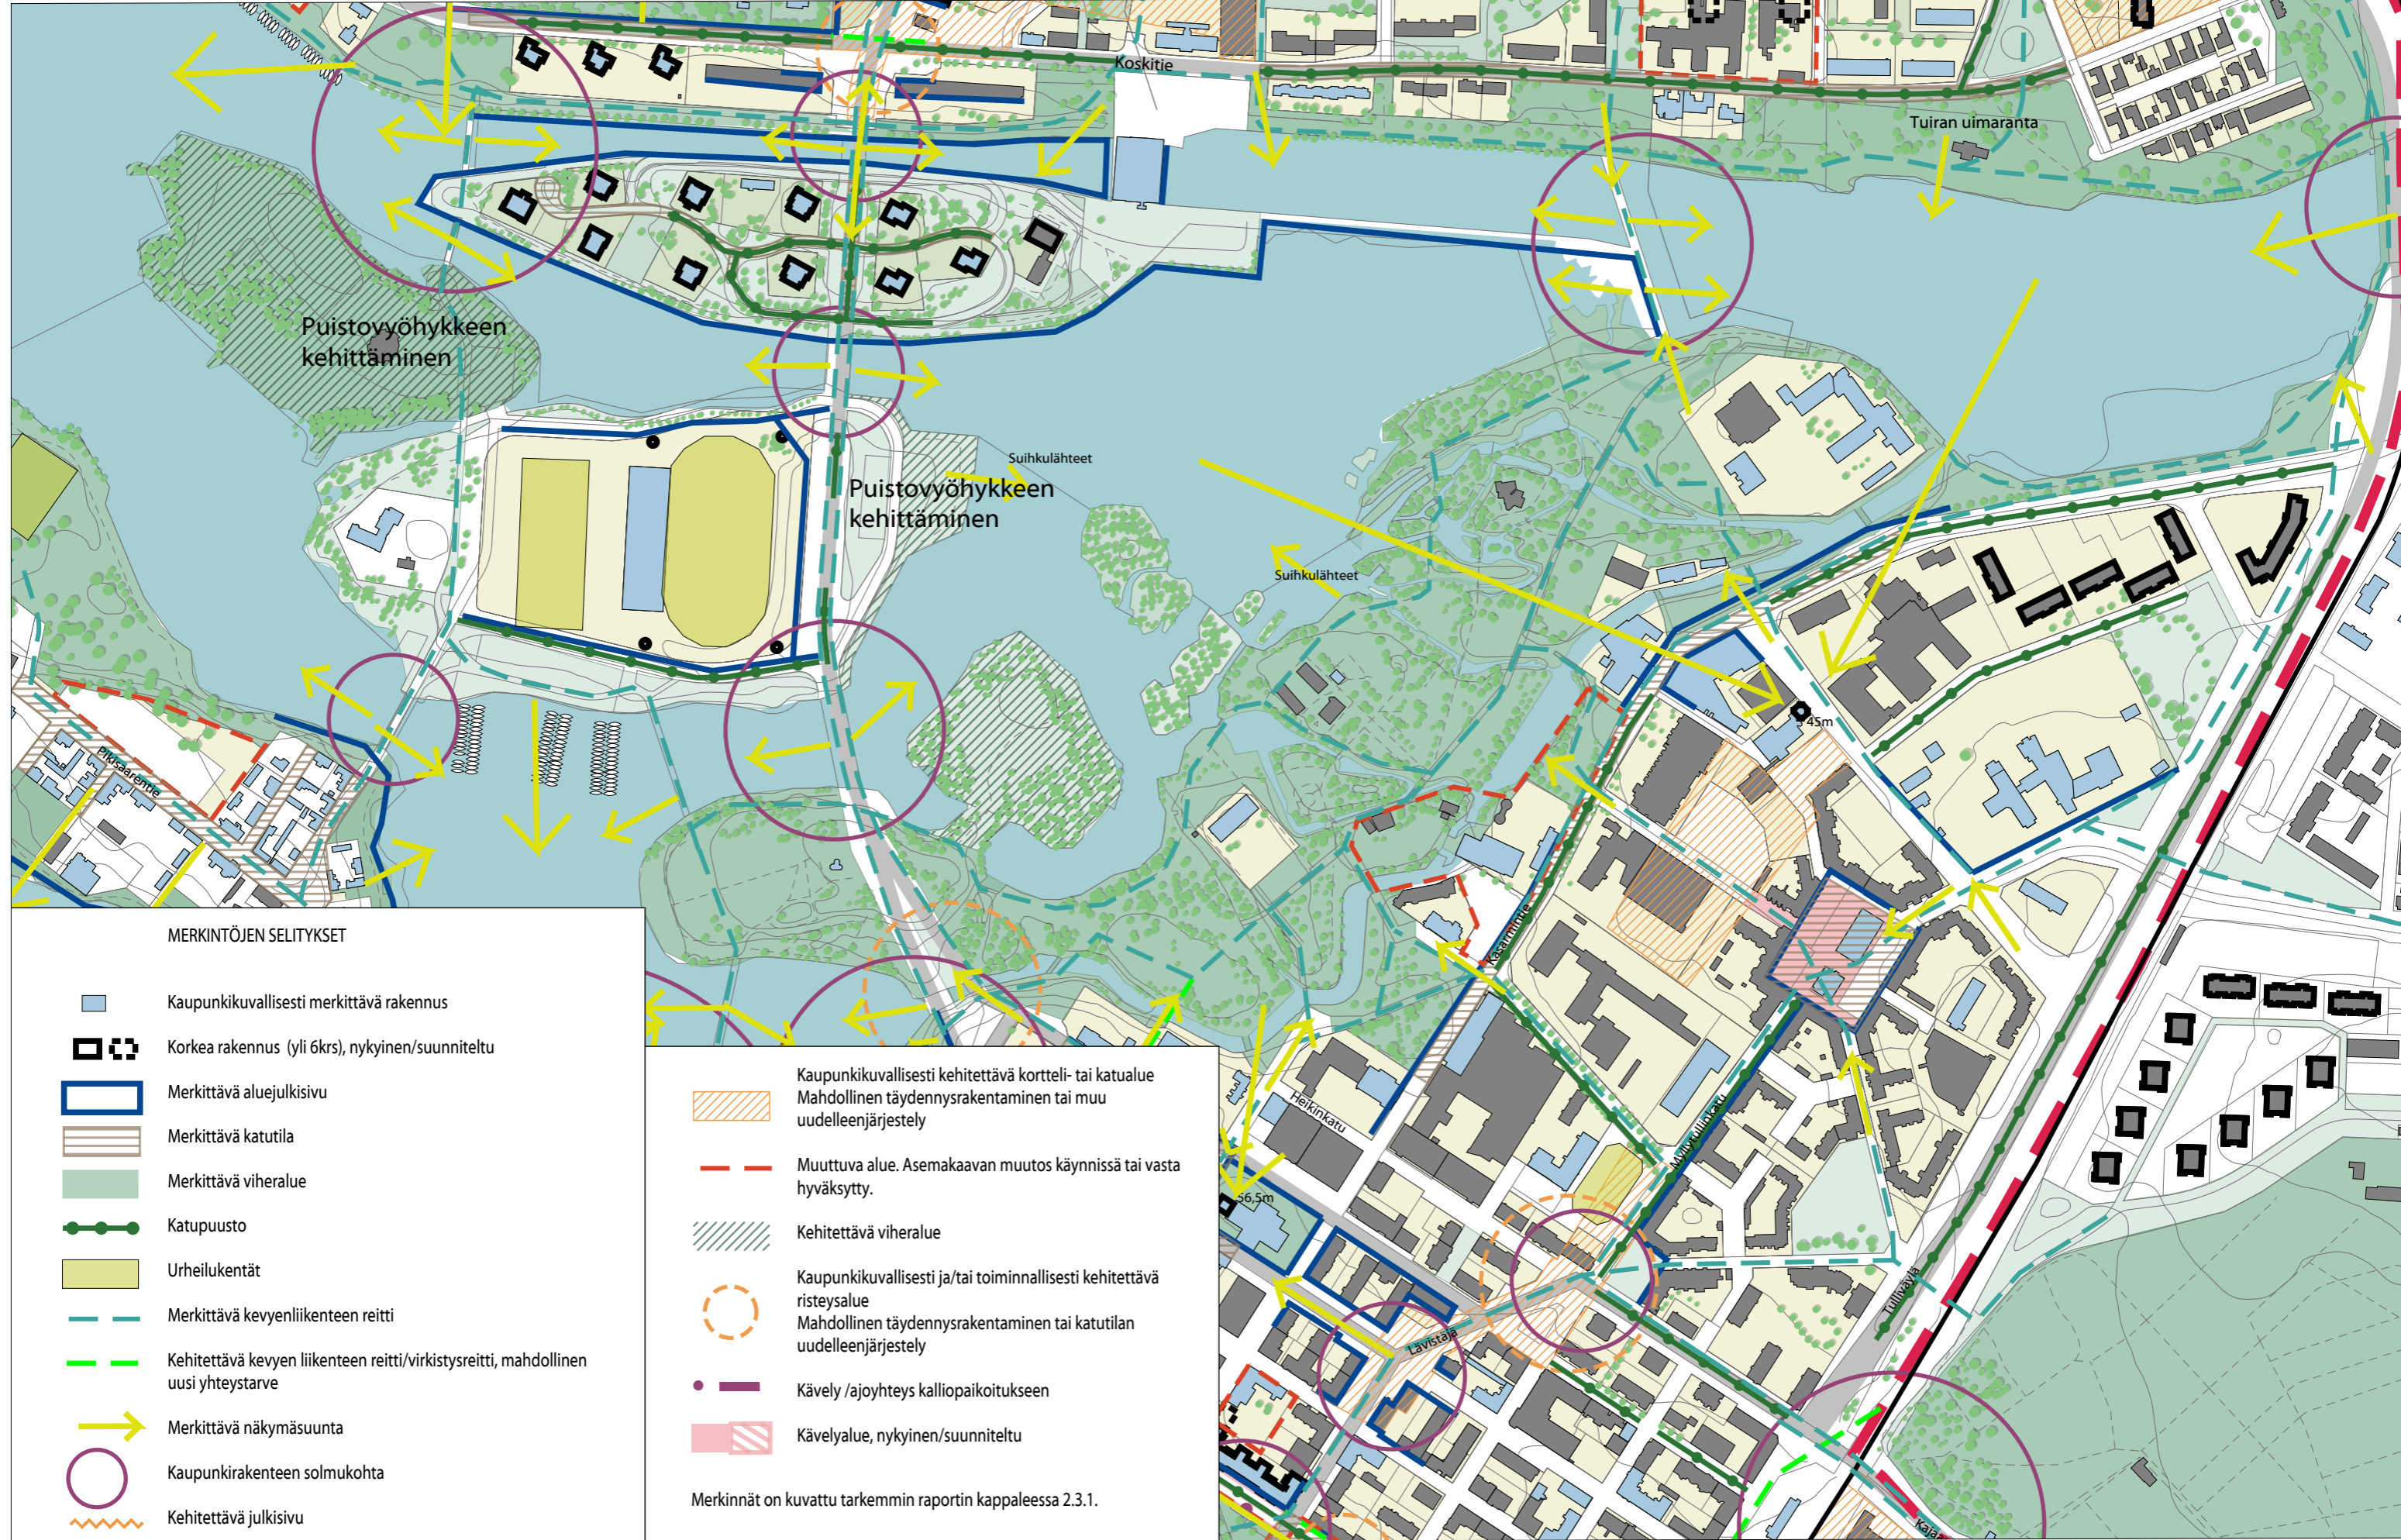 Koskitie
Tuiran uimaranta
Puistovyöhykkeen
kehittäminen
Suihkulähteet
Puistovyöhykkeen
kehittäminen
Suihkulähteet
45m
Pikisaarentie
Kasarmintie
Heikinkatu
Myllytullinkatu
56,5m
Lävistäjä
Tulliväylä
MERKINTÖJEN SELITYKSET
Kaupunkikuvallisesti merkittävä rakennus
Korkea rakennus (yli 6krs), nykyinen/suunniteltu
Merkittävä aluejulkisivu
Merkittävä katutila
Merkittävä viheralue
Katupuusto
Urheilukentät
Merkittävä kevyenliikenteen reitti
Kehitettävä kevyen liikenteen reitti/virkistysreitti, mahdollinen
uusi yhteystarve
Merkittävä näkymäsuunta
Kaupunkirakenteen solmukohta
Kehitettävä julkisivu
Kaupunkikuvallisesti kehitettävä kortteli- tai katualue
Mahdollinen täydennysrakentaminen tai muu
uudelleenjärjestely
Muuttuva alue. Asemakaavan muutos käynnissä tai vasta
hyväksytty.
Kehitettävä viheralue
Kaupunkikuvallisesti ja/tai toiminnallisesti kehitettävä
risteysalue
Mahdollinen täydennysrakentaminen tai katutilan
uudelleenjärjestely
Kävely /ajoyhteys kalliopaikoitukseen
Kävelyalue, nykyinen/suunniteltu
Merkinnät on kuvattu tarkemmin raportin kappaleessa 2.3.1.